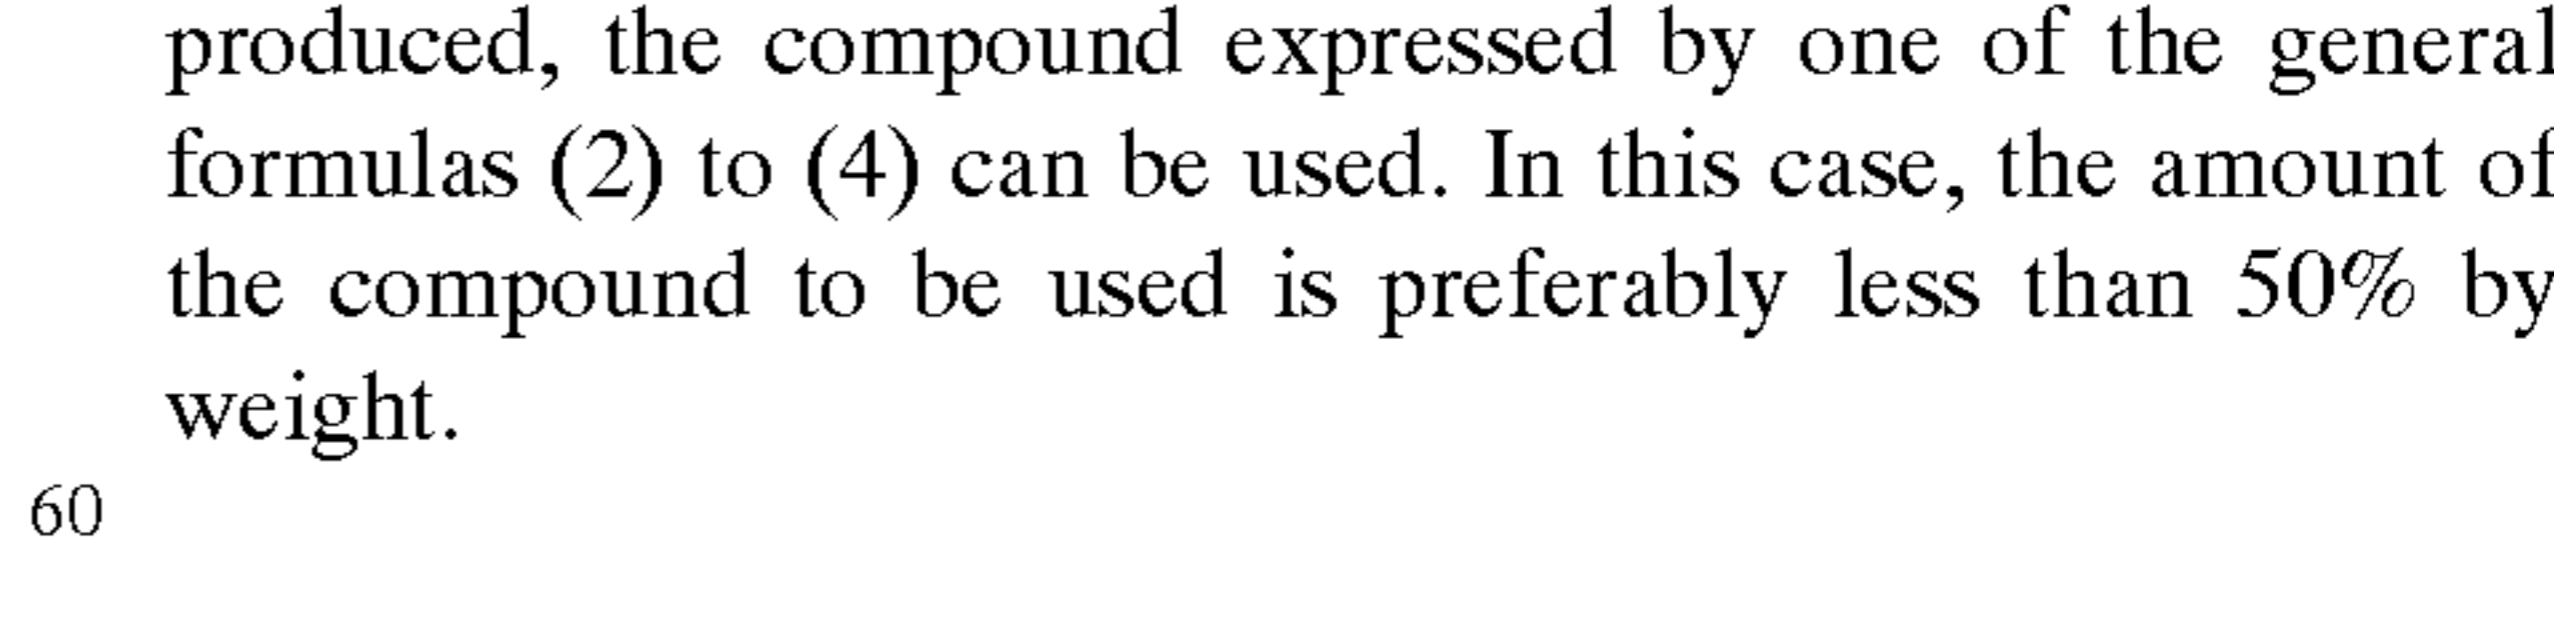 produced, the compound expressed by one of the general
formulas (2) to (4) can be used. In this case, the amount of
the compound to be used is preferably less than 50% by
weight.
60